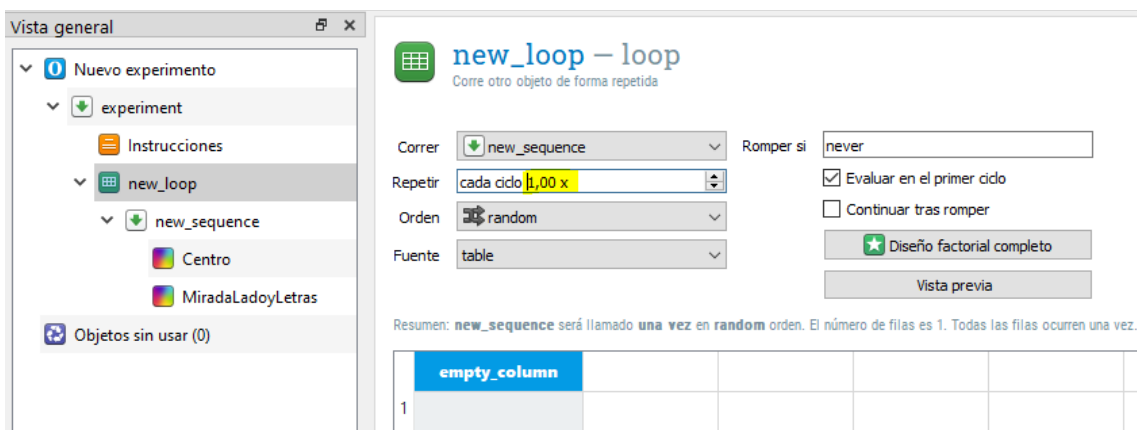 Vista general
Nuevo experimento
experiment
Instrucciones
new_loop
new_sequence
Centro
MiradaLadoyLetras
Objetos sin usar (0)
new_loop — loop
Corre otro objeto de forma repetida
Correr new_sequence Romper si never
Repetir cada ciclo 1,00 x Evaluar en el primer ciclo
Orden random Continuar tras romper
Diseño factorial completo
Fuente table
Vista previa
Resumen: new_sequence será llamado una vez en random orden. El número de filas es 1. Todas las filas ocurren una vez.
empty_column
1